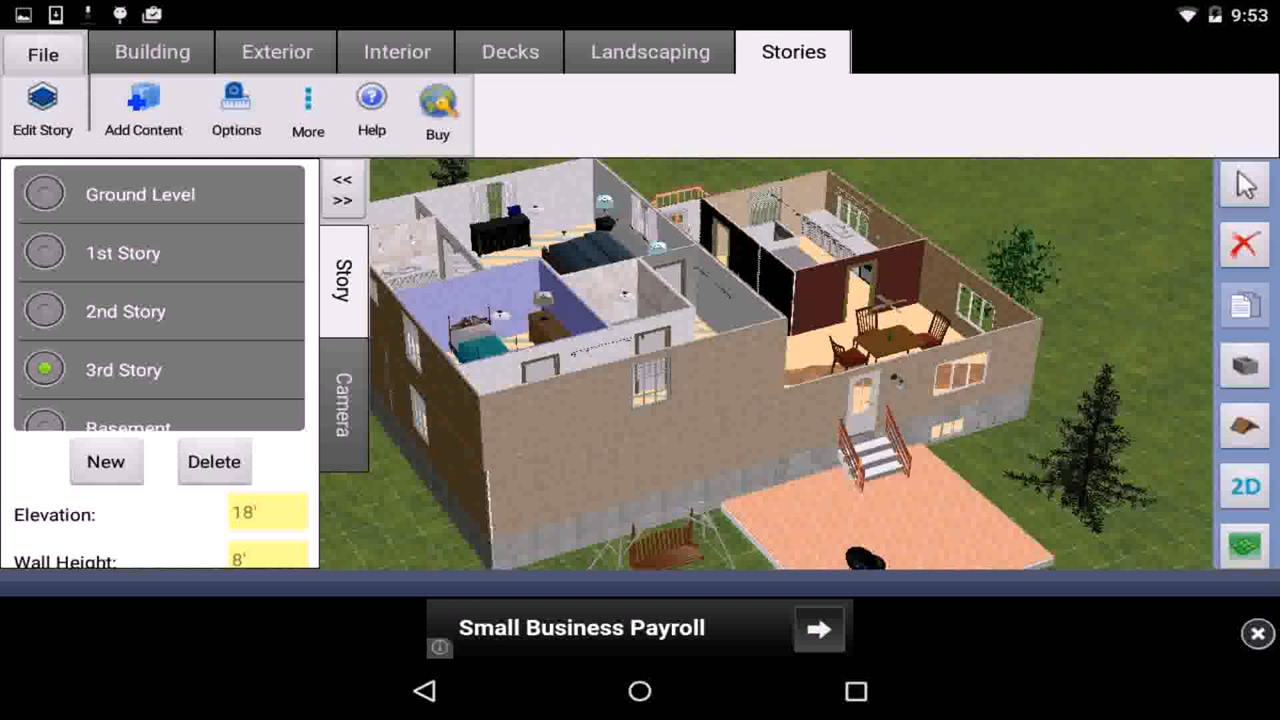 9:53
File
Building
Exterior
Interior
Decks
Landscaping
Stories
Edit Story
Add Content
Options
More
Help
Buy
Ground Level
1st Story
2nd Story
3rd Story
Basement
<<
>>
Story
Camera
New
Delete
Elevation:
18'
Wall Height:
8'
2D
Small Business Payroll